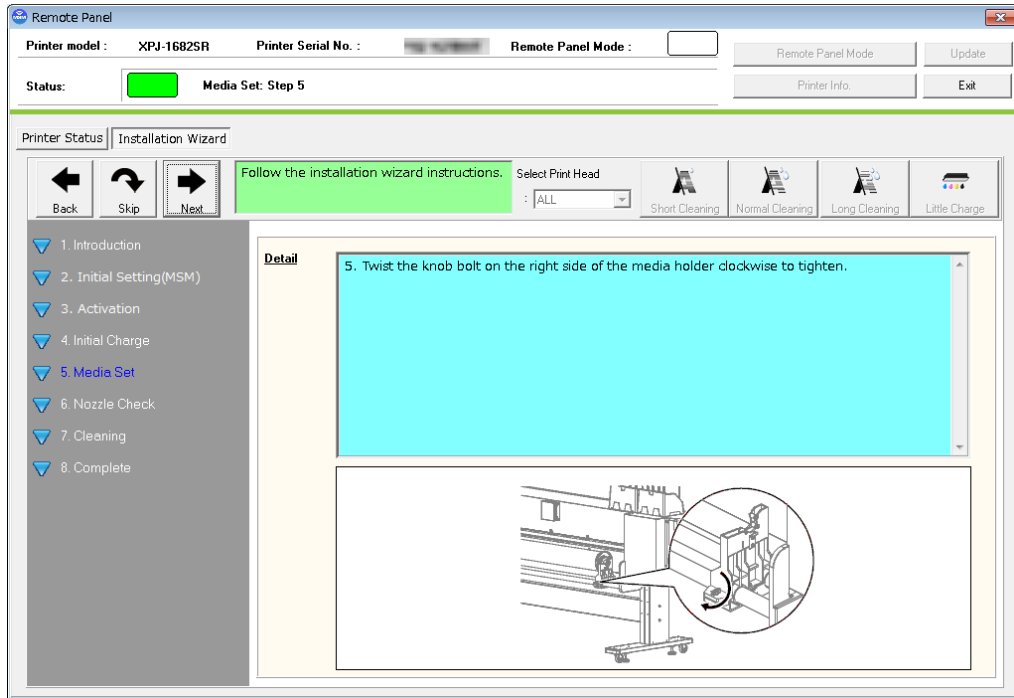 Remote Panel
Printer model : XPJ-1682SR Printer Serial No. : Remote Panel Mode :
Remote Panel Mode Update
Status: Media Set: Step 5
Printer Info. Exit
Printer Status Installation Wizard
Back Skip Next
Follow the installation wizard instructions.
Select Print Head
: ALL
Short Cleaning Normal Cleaning Long Cleaning Little Charge
1. Introduction
2. Initial Setting(MSM)
3. Activation
4. Initial Charge
5. Media Set
6. Nozzle Check
7. Cleaning
8. Complete
Detail
5. Twist the knob bolt on the right side of the media holder clockwise to tighten.